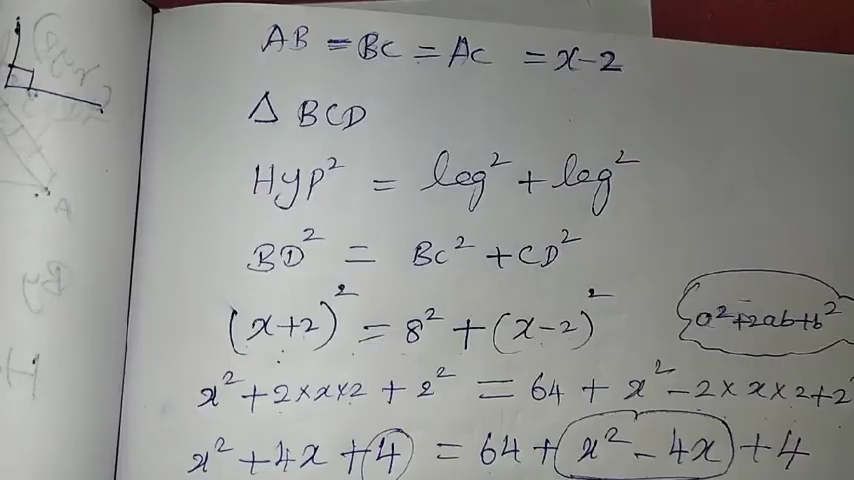 AB = BC = AC = x-2
Δ BCD
Hyp² = leg² + leg²
BD² = BC² + CD²
(x+2)² = 8² + (x-2)²
a²+2ab+b²
x² + 2×x×2 + 2² = 64 + x² - 2×x×2+2²
x² + 4x + 4 = 64 + x² - 4x + 4
A